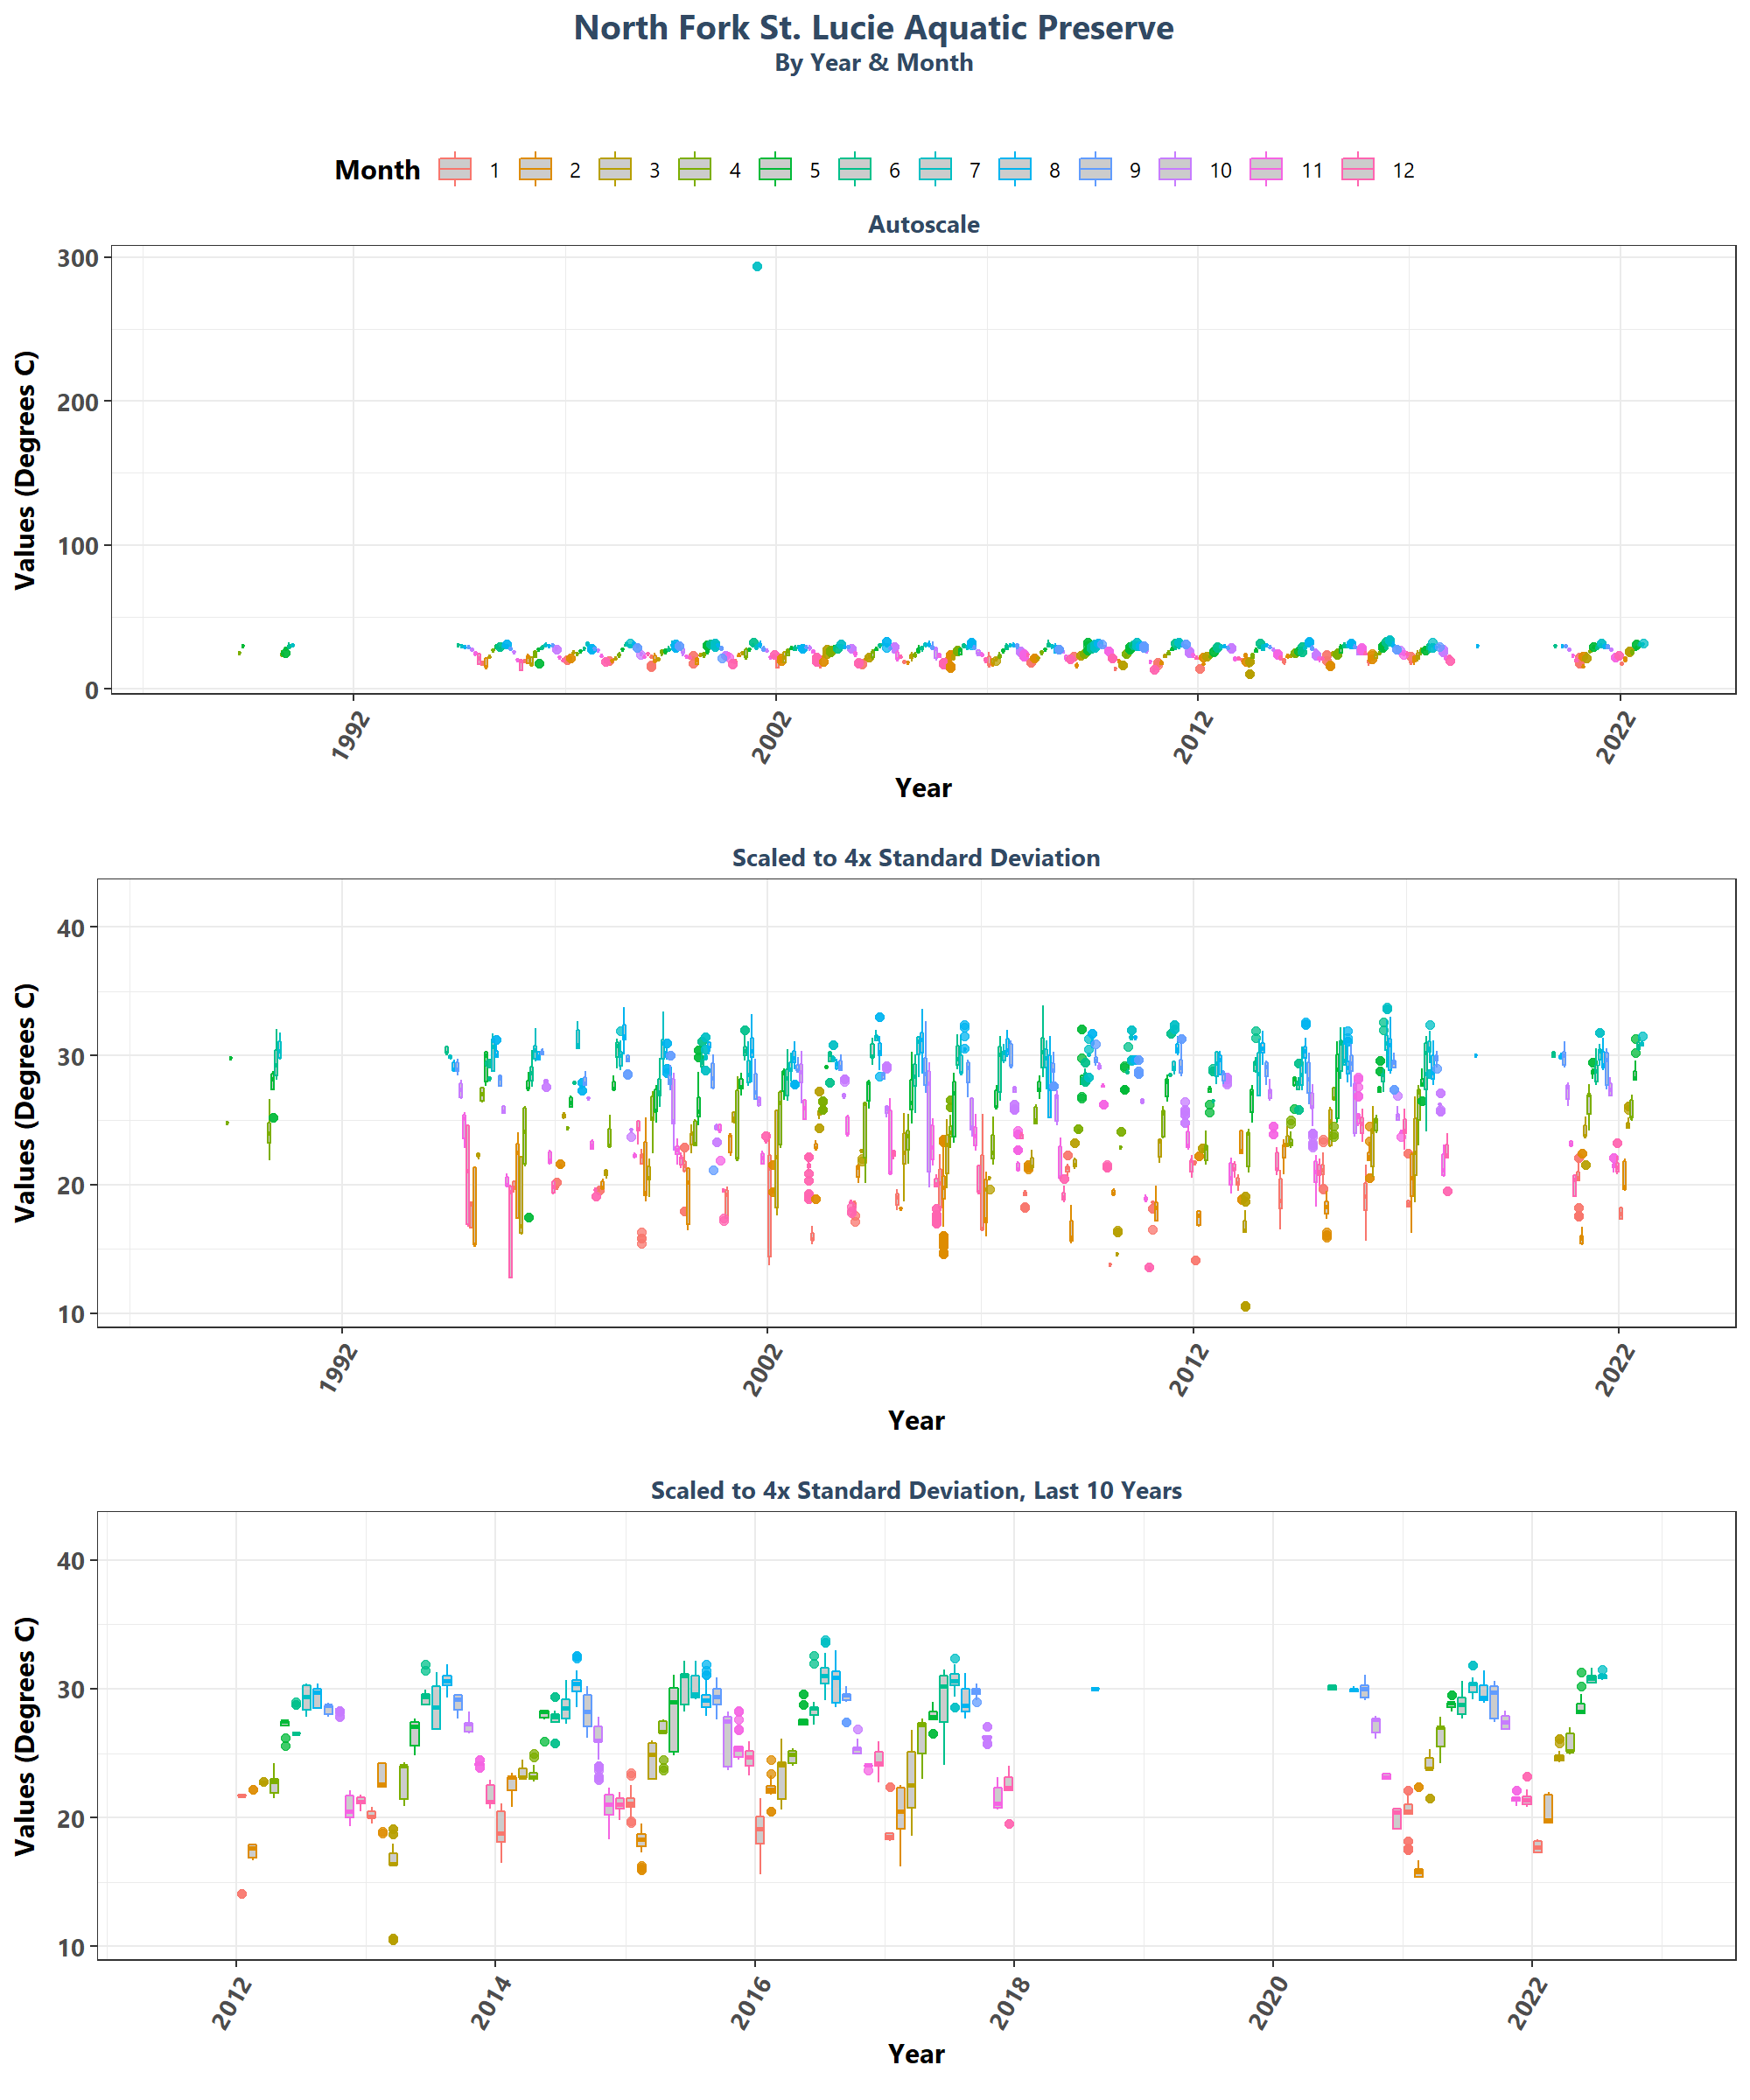 North Fork St. Lucie Aquatic Preserve
By Year & Month
Month 1 2 3 4 5 6 7 8 9 10 11 12
Autoscale
Values (Degrees C)
300
200
100
0
1992 2002 2012 2022
Year
Scaled to 4x Standard Deviation
Values (Degrees C)
40
30
20
10
1992 2002 2012 2022
Year
Scaled to 4x Standard Deviation, Last 10 Years
Values (Degrees C)
40
30
20
10
2012 2014 2016 2018 2020 2022
Year